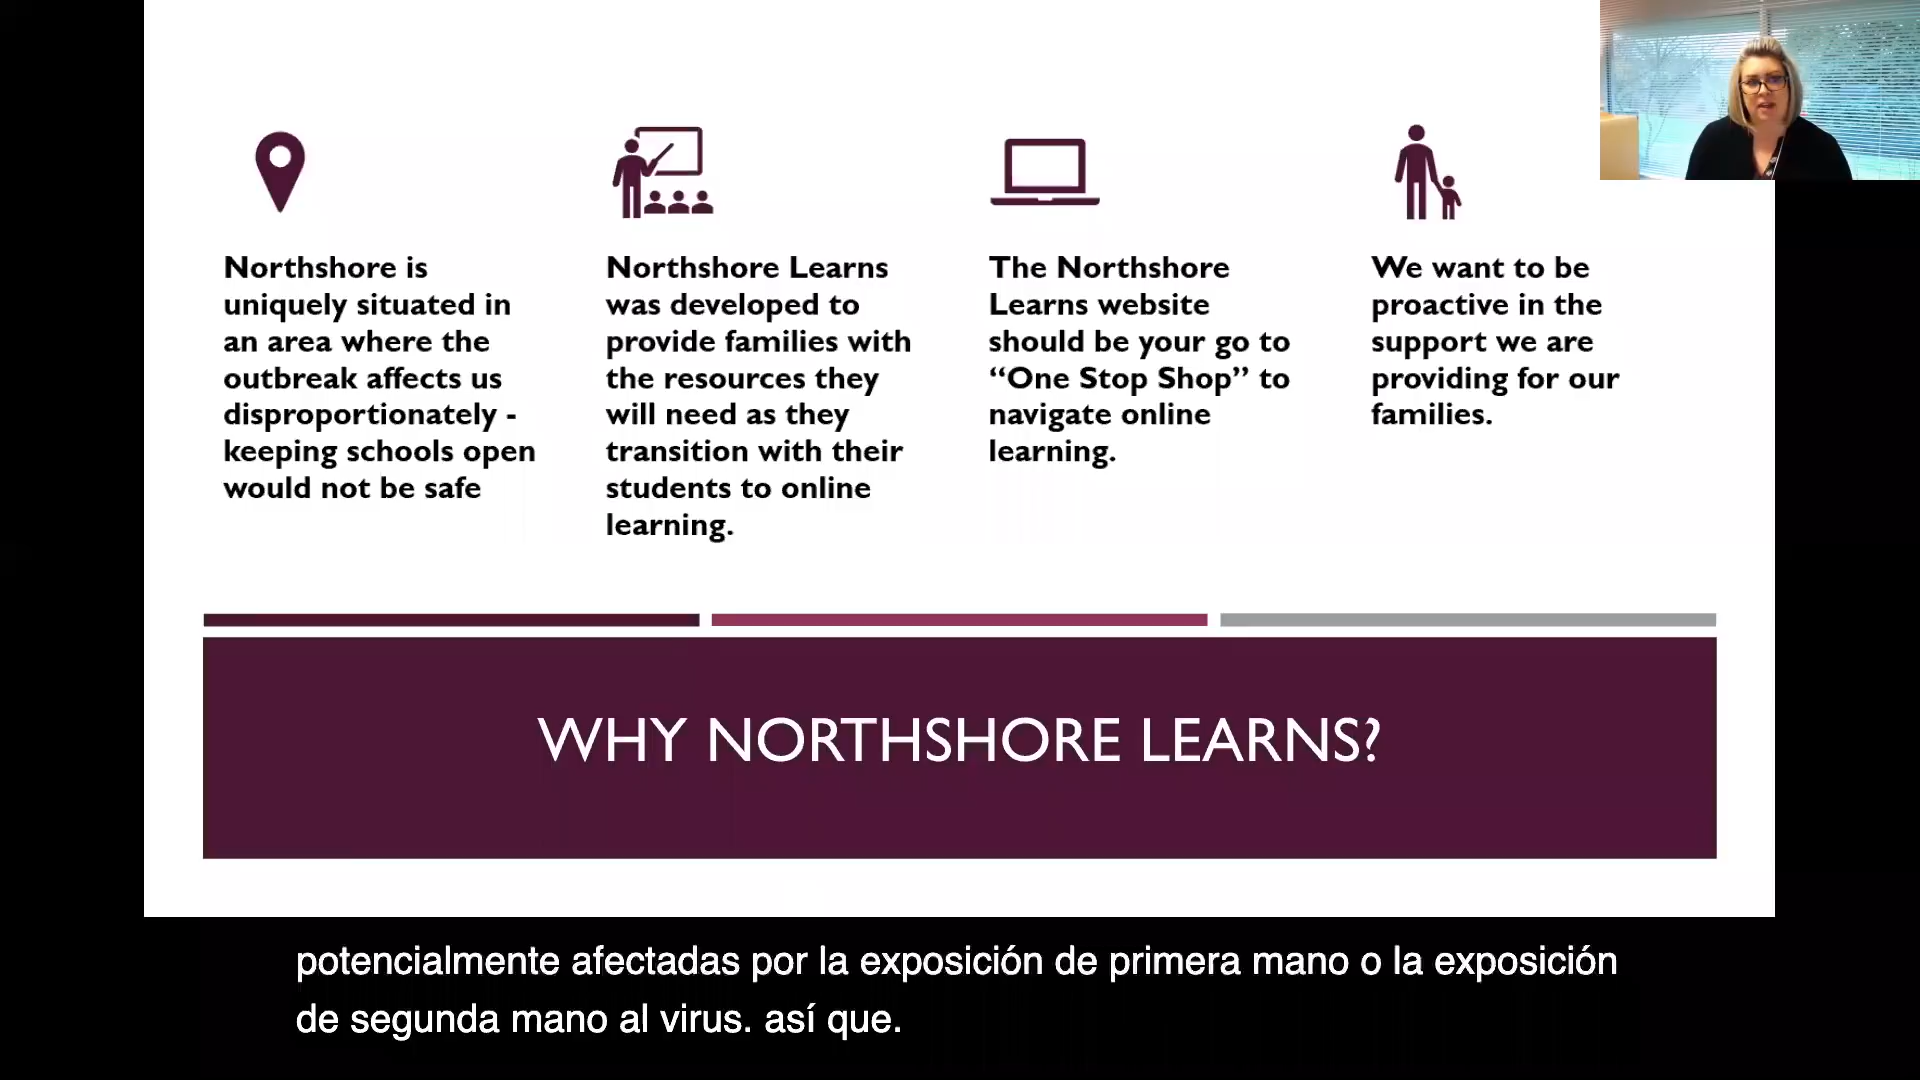 Northshore is
uniquely situated in
an area where the
outbreak affects us
disproportionately -
keeping schools open
would not be safe
Northshore Learns
was developed to
provide families with
the resources they
will need as they
transition with their
students to online
learning.
The Northshore
Learns website
should be your go to
“One Stop Shop” to
navigate online
learning.
We want to be
proactive in the
support we are
providing for our
families.
WHY NORTHSHORE LEARNS?
potencialmente afectadas por la exposición de primera mano o la exposición
de segunda mano al virus. así que.